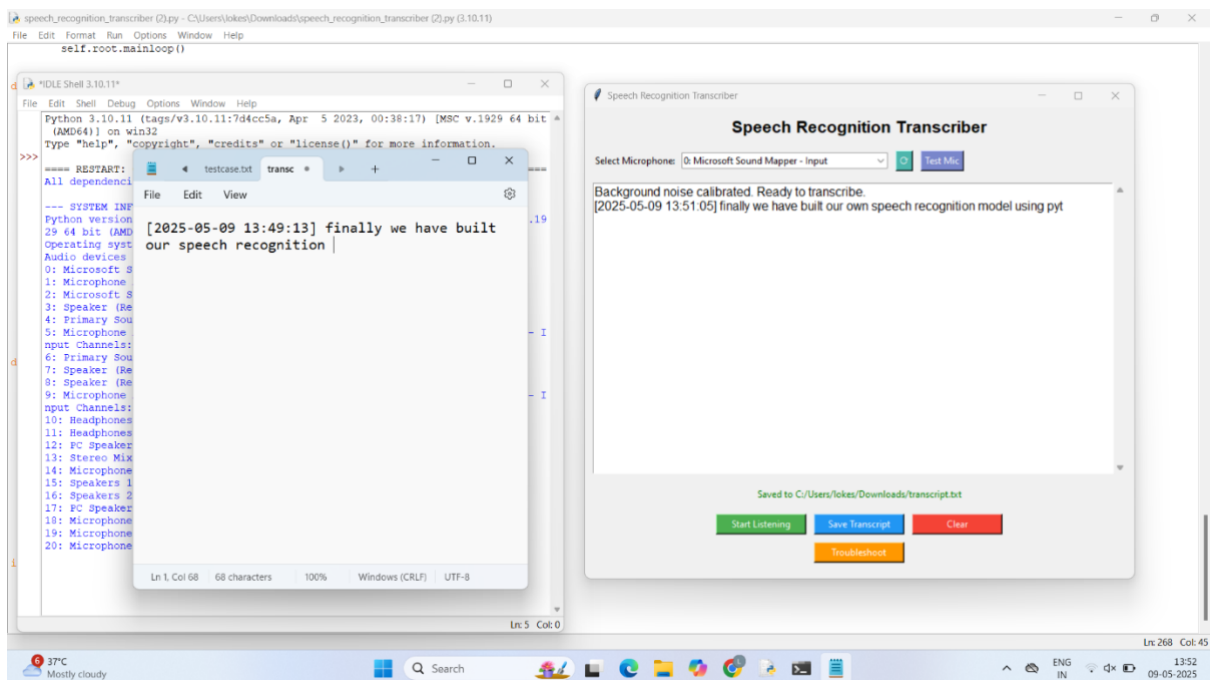 speech_recognition_transcriber (2).py - C:\Users\lokes\Downloads\speech_recognition_transcriber (2).py (3.10.11)
File Edit Format Run Options Window Help
self.root.mainloop()
*IDLE Shell 3.10.11*
File Edit Shell Debug Options Window Help
Python 3.10.11 (tags/v3.10.11:7d4cc5a, Apr 5 2023, 00:38:17) [MSC v.1929 64 bit
(AMD64)] on win32
Type "help", "copyright", "credits" or "license()" for more information.
>>>
==== RESTART: ===
All dependenci
--- SYSTEM INF
Python version .19
29 64 bit (AMD
Operating syst
Audio devices
0: Microsoft S
1: Microphone
2: Microsoft S
3: Speaker (Re
4: Primary Sou
5: Microphone - I
nput Channels:
6: Primary Sou
7: Speaker (Re
8: Speaker (Re
9: Microphone - I
nput Channels:
10: Headphones
11: Headphones
12: PC Speaker
13: Stereo Mix
14: Microphone
15: Speakers 1
16: Speakers 2
17: PC Speaker
18: Microphone
19: Microphone
20: Microphone
Ln: 5 Col: 0
testcase.txt transc
File Edit View
[2025-05-09 13:49:13] finally we have built
our speech recognition
Ln 1, Col 68 68 characters 100% Windows (CRLF) UTF-8
Speech Recognition Transcriber
Speech Recognition Transcriber
Select Microphone: 0: Microsoft Sound Mapper - Input Test Mic
Background noise calibrated. Ready to transcribe.
[2025-05-09 13:51:05] finally we have built our own speech recognition model using pyt
Saved to C:/Users/lokes/Downloads/transcript.txt
Start Listening Save Transcript Clear
Troubleshoot
Ln: 268 Col: 45
6 37°C
Mostly cloudy
Search
ENG
IN
13:52
09-05-2025